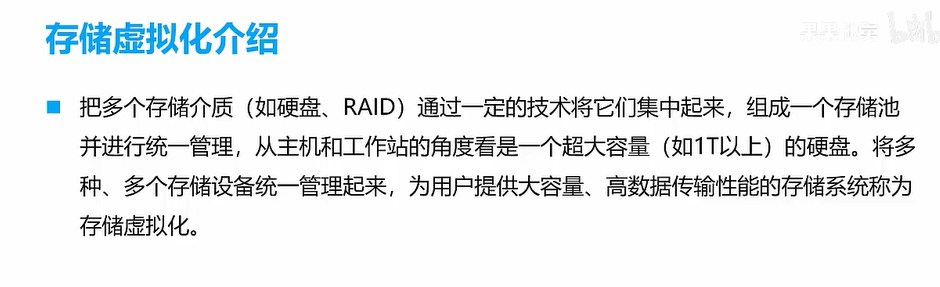 存储虚拟化介绍
把多个存储介质（如硬盘、RAID）通过一定的技术将它们集中起来，组成一个存储池
并进行统一管理，从主机和工作站的角度看是一个超大容量（如1T以上）的硬盘。将多
种、多个存储设备统一管理起来，为用户提供大容量、高数据传输性能的存储系统称为
存储虚拟化。